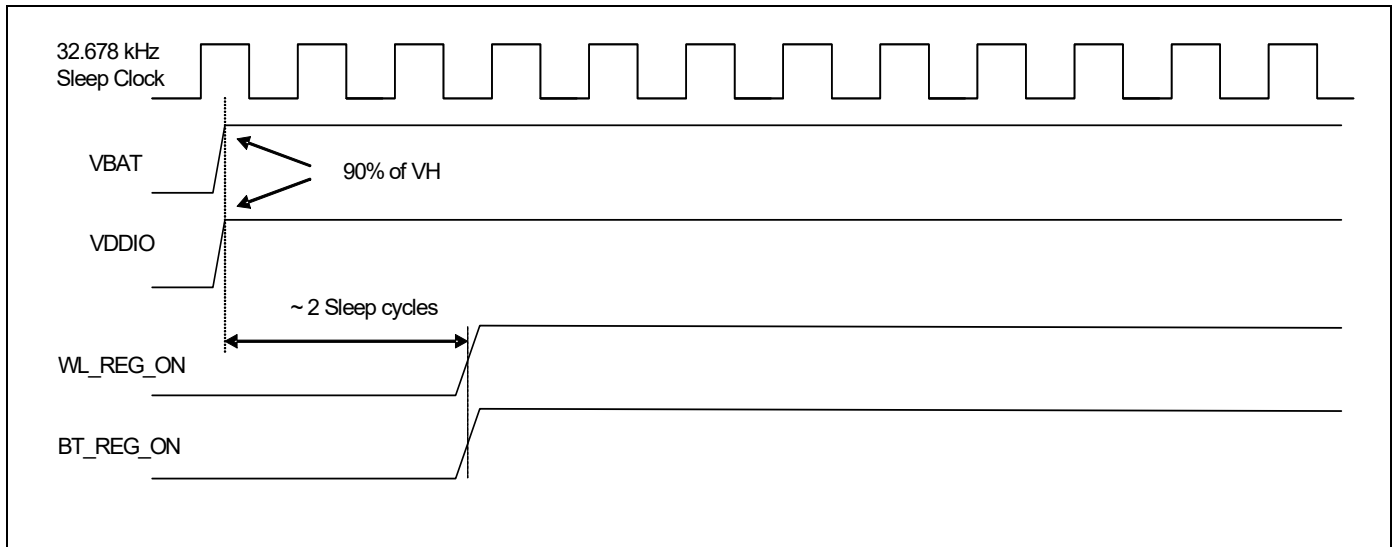 32.678 kHz
Sleep Clock
VBAT
90% of VH
VDDIO
~ 2 Sleep cycles
WL_REG_ON
BT_REG_ON